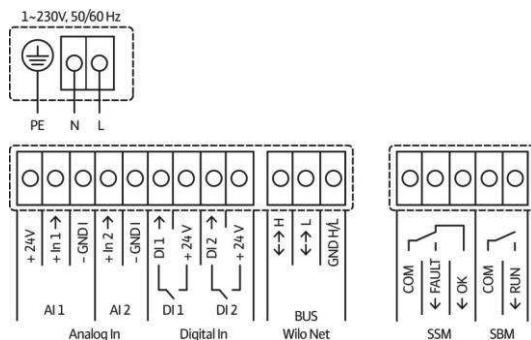 1~230V, 50/60 Hz
PE N L
+ 24V
+ In 1 →
- GND I
+ In 2 →
- GND I
DI 1 →
+ 24 V
DI 2 →
+ 24 V
↔ H
↔ L
GND H/L
COM
← FAULT
← OK
COM
← RUN
AI 1 AI 2 DI 1 DI 2 BUS
Analog In Digital In Wilo Net SSM SBM